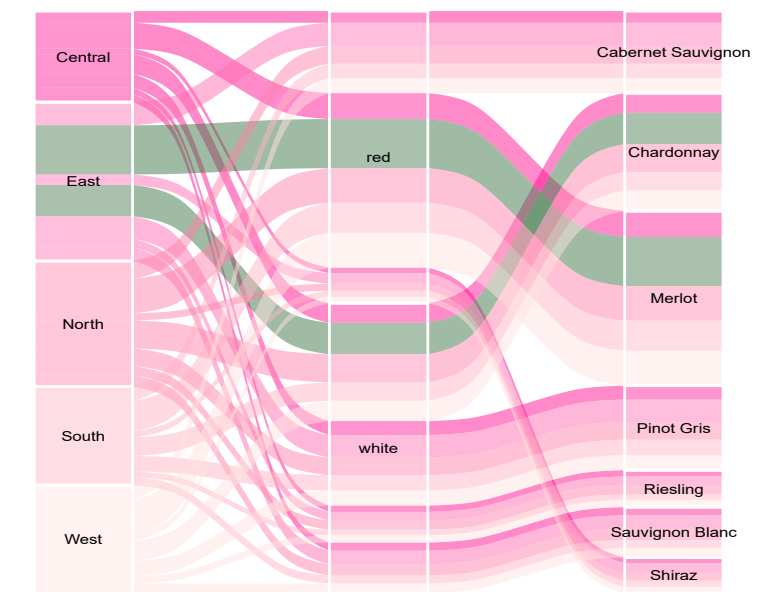 Central
East
North
South
West
red
white
Cabernet Sauvignon
Chardonnay
Merlot
Pinot Gris
Riesling
Sauvignon Blanc
Shiraz